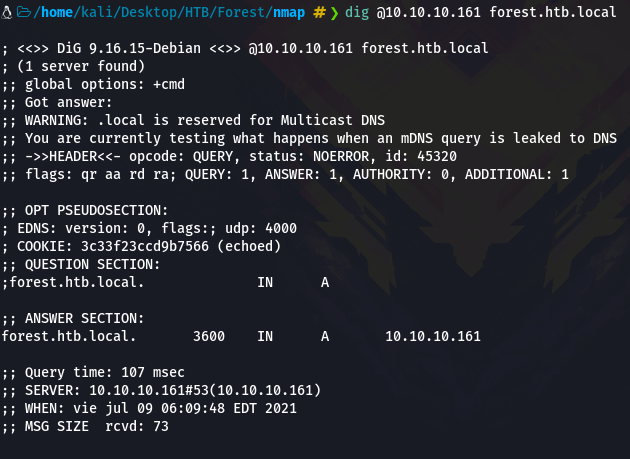 /home/kali/Desktop/HTB/Forest/nmap # ❯ dig @10.10.10.161 forest.htb.local
; <<>> DiG 9.16.15-Debian <<>> @10.10.10.161 forest.htb.local
; (1 server found)
;; global options: +cmd
;; Got answer:
;; WARNING: .local is reserved for Multicast DNS
;; You are currently testing what happens when an mDNS query is leaked to DNS
;; ->>HEADER<<- opcode: QUERY, status: NOERROR, id: 45320
;; flags: qr aa rd ra; QUERY: 1, ANSWER: 1, AUTHORITY: 0, ADDITIONAL: 1
;; OPT PSEUDOSECTION:
; EDNS: version: 0, flags:; udp: 4000
; COOKIE: 3c33f23ccd9b7566 (echoed)
;; QUESTION SECTION:
;forest.htb.local. IN A
;; ANSWER SECTION:
forest.htb.local. 3600 IN A 10.10.10.161
;; Query time: 107 msec
;; SERVER: 10.10.10.161#53(10.10.10.161)
;; WHEN: vie jul 09 06:09:48 EDT 2021
;; MSG SIZE rcvd: 73